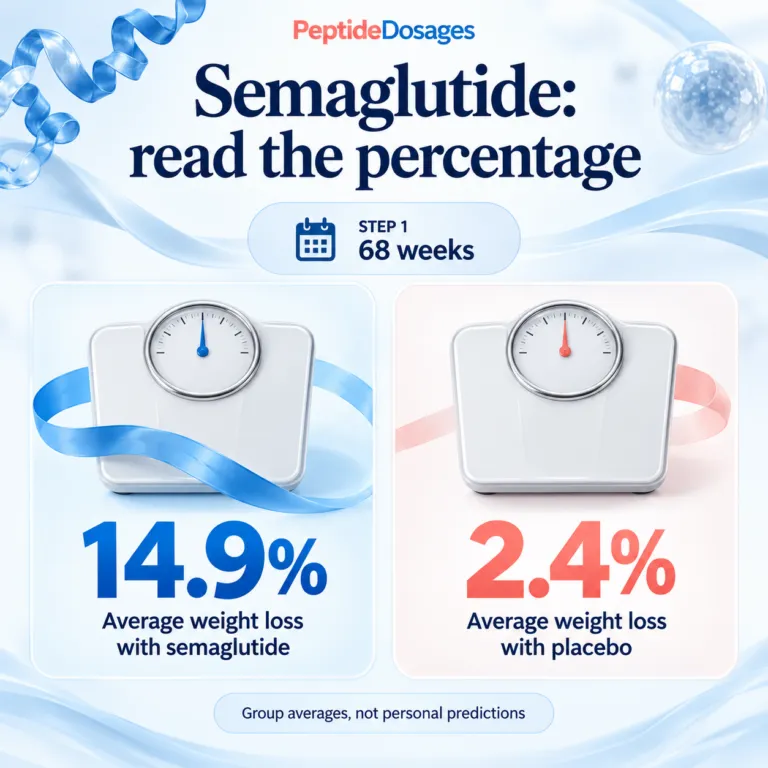 PeptideDosages
Semaglutide:
read the percentage
STEP 1
68 weeks
14.9%
Average weight loss
with semaglutide
2.4%
Average weight loss
with placebo
Group averages, not personal predictions